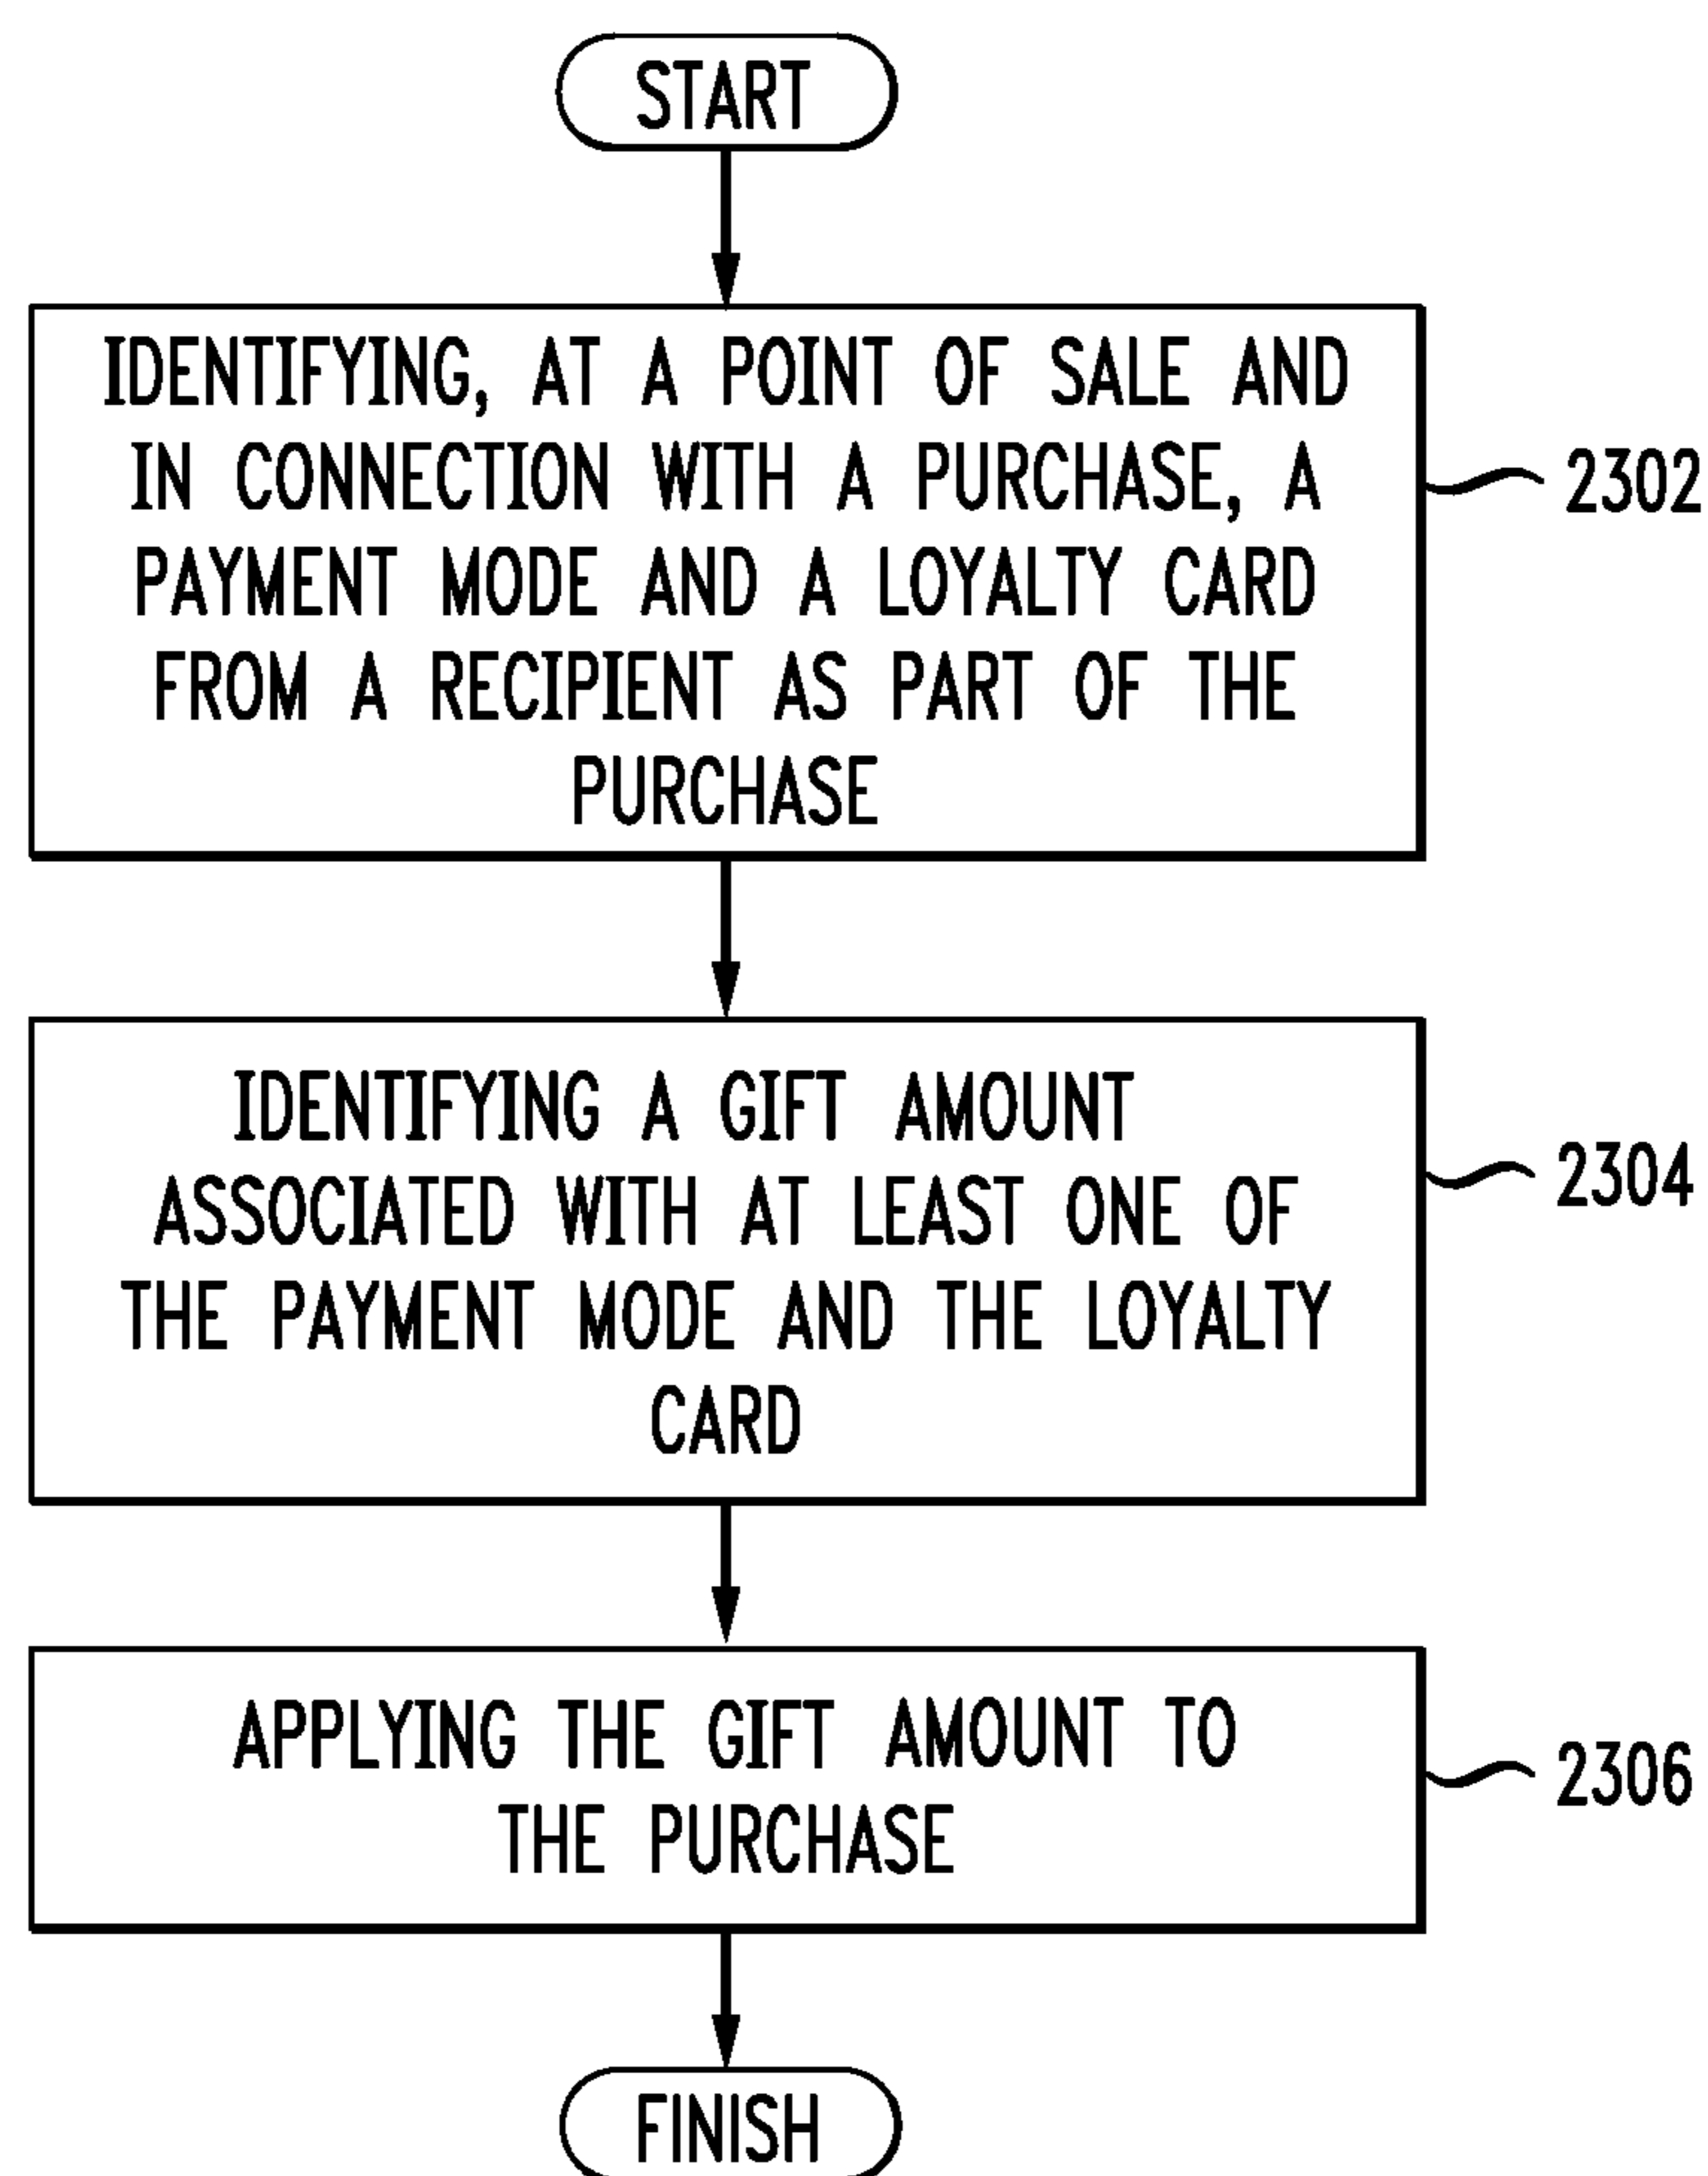 START
IDENTIFYING, AT A POINT OF SALE AND
IN CONNECTION WITH A PURCHASE, A
PAYMENT MODE AND A LOYALTY CARD
FROM A RECIPIENT AS PART OF THE
PURCHASE
2302
IDENTIFYING A GIFT AMOUNT
ASSOCIATED WITH AT LEAST ONE OF
THE PAYMENT MODE AND THE LOYALTY
CARD
2304
APPLYING THE GIFT AMOUNT TO
THE PURCHASE
2306
FINISH